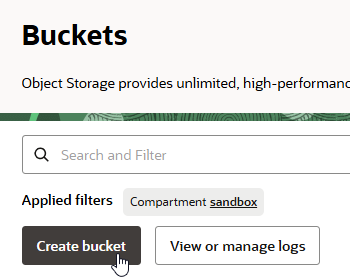 Buckets
Object Storage provides unlimited, high-performanc
Search and Filter
Applied filters Compartment sandbox
Create bucket View or manage logs